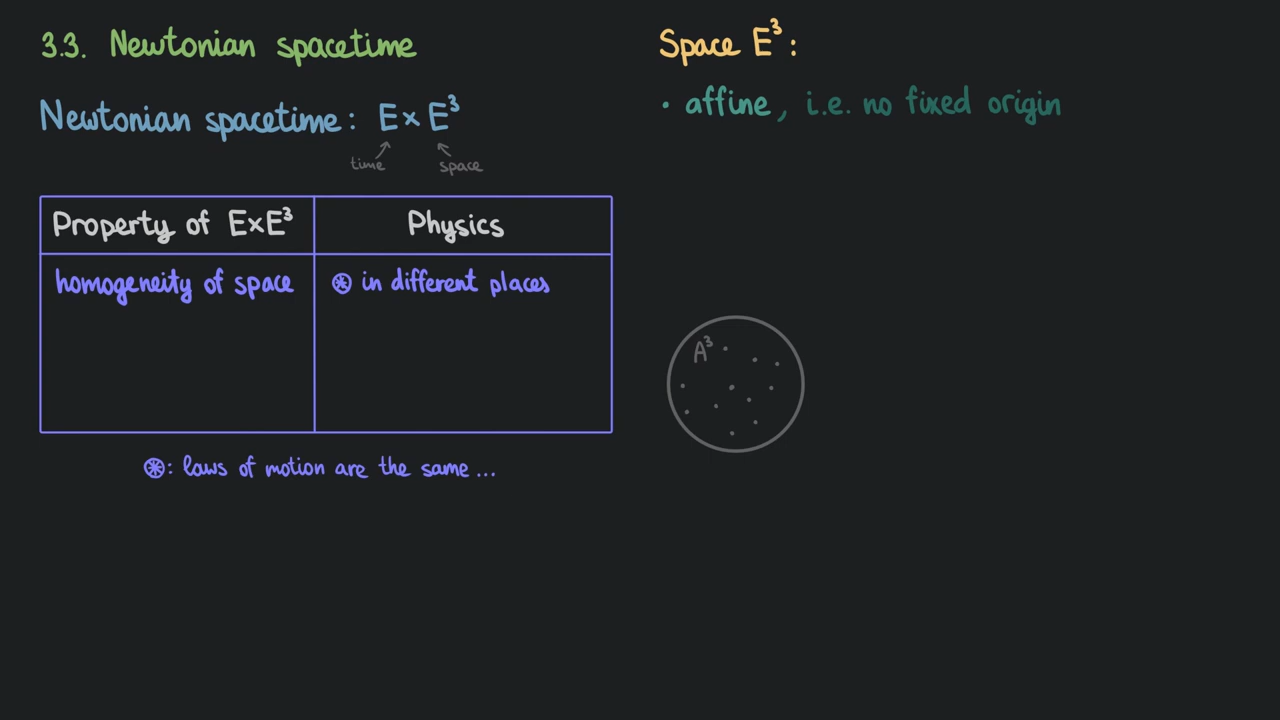 3.3. Newtonian spacetime
Newtonian spacetime: E × E³
time
space
Property of E×E³
Physics
homogeneity of space
⊛ in different places
⊛: laws of motion are the same ...
Space E³:
• affine, i.e. no fixed origin
A³